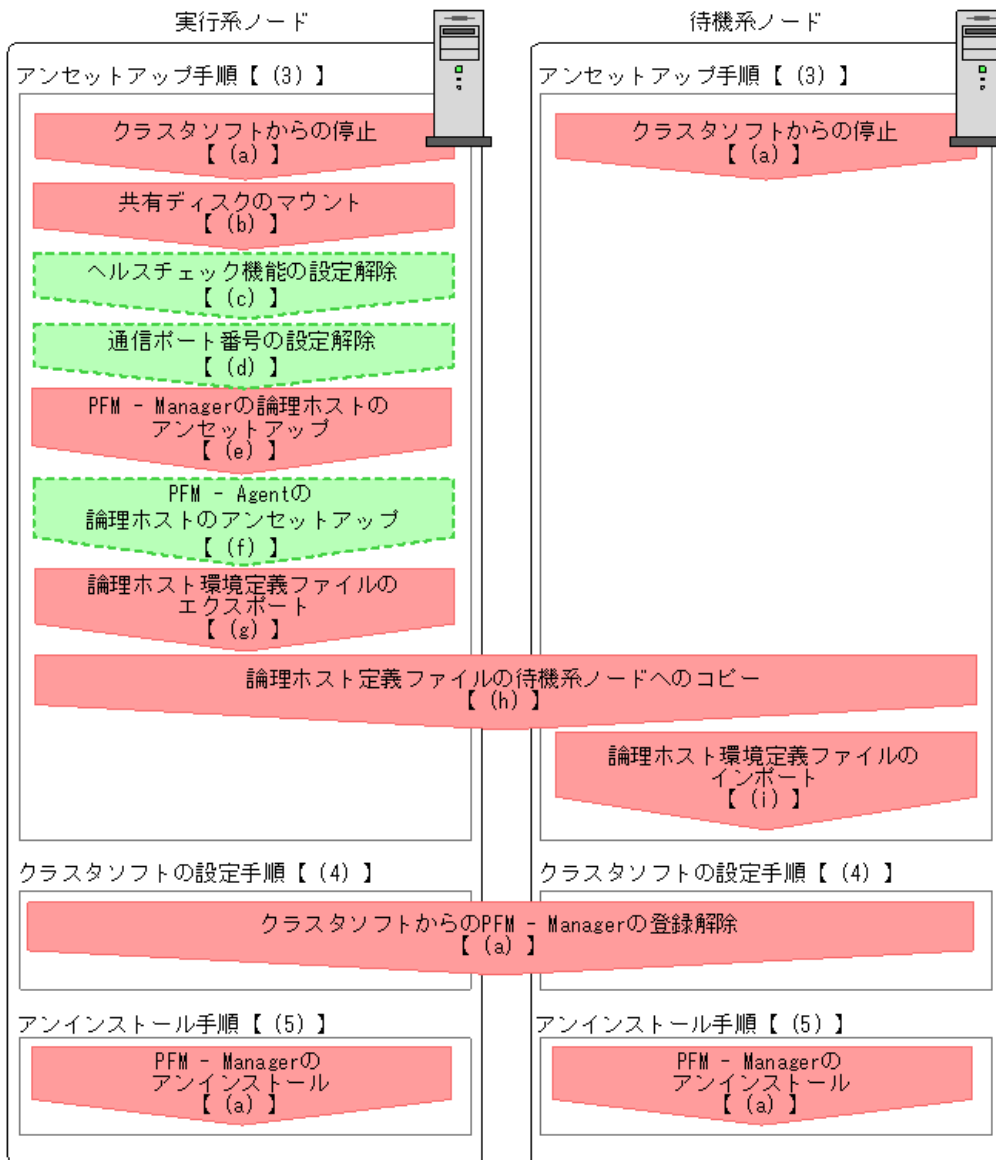 実行系ノード
待機系ノード
アンセットアップ手順【（3）】
アンセットアップ手順【（3）】
クラスタソフトからの停止
【（a）】
クラスタソフトからの停止
【（a）】
共有ディスクのマウント
【（b）】
ヘルスチェック機能の設定解除
【（c）】
通信ポート番号の設定解除
【（d）】
PFM - Managerの論理ホストの
アンセットアップ
【（e）】
PFM - Agentの
論理ホストのアンセットアップ
【（f）】
論理ホスト環境定義ファイルの
エクスポート
【（g）】
論理ホスト定義ファイルの待機系ノードへのコピー
【（h）】
論理ホスト環境定義ファイルの
インポート
【（i）】
クラスタソフトの設定手順【（4）】
クラスタソフトの設定手順【（4）】
クラスタソフトからのPFM - Managerの登録解除
【（a）】
アンインストール手順【（5）】
アンインストール手順【（5）】
PFM - Managerの
アンインストール
【（a）】
PFM - Managerの
アンインストール
【（a）】